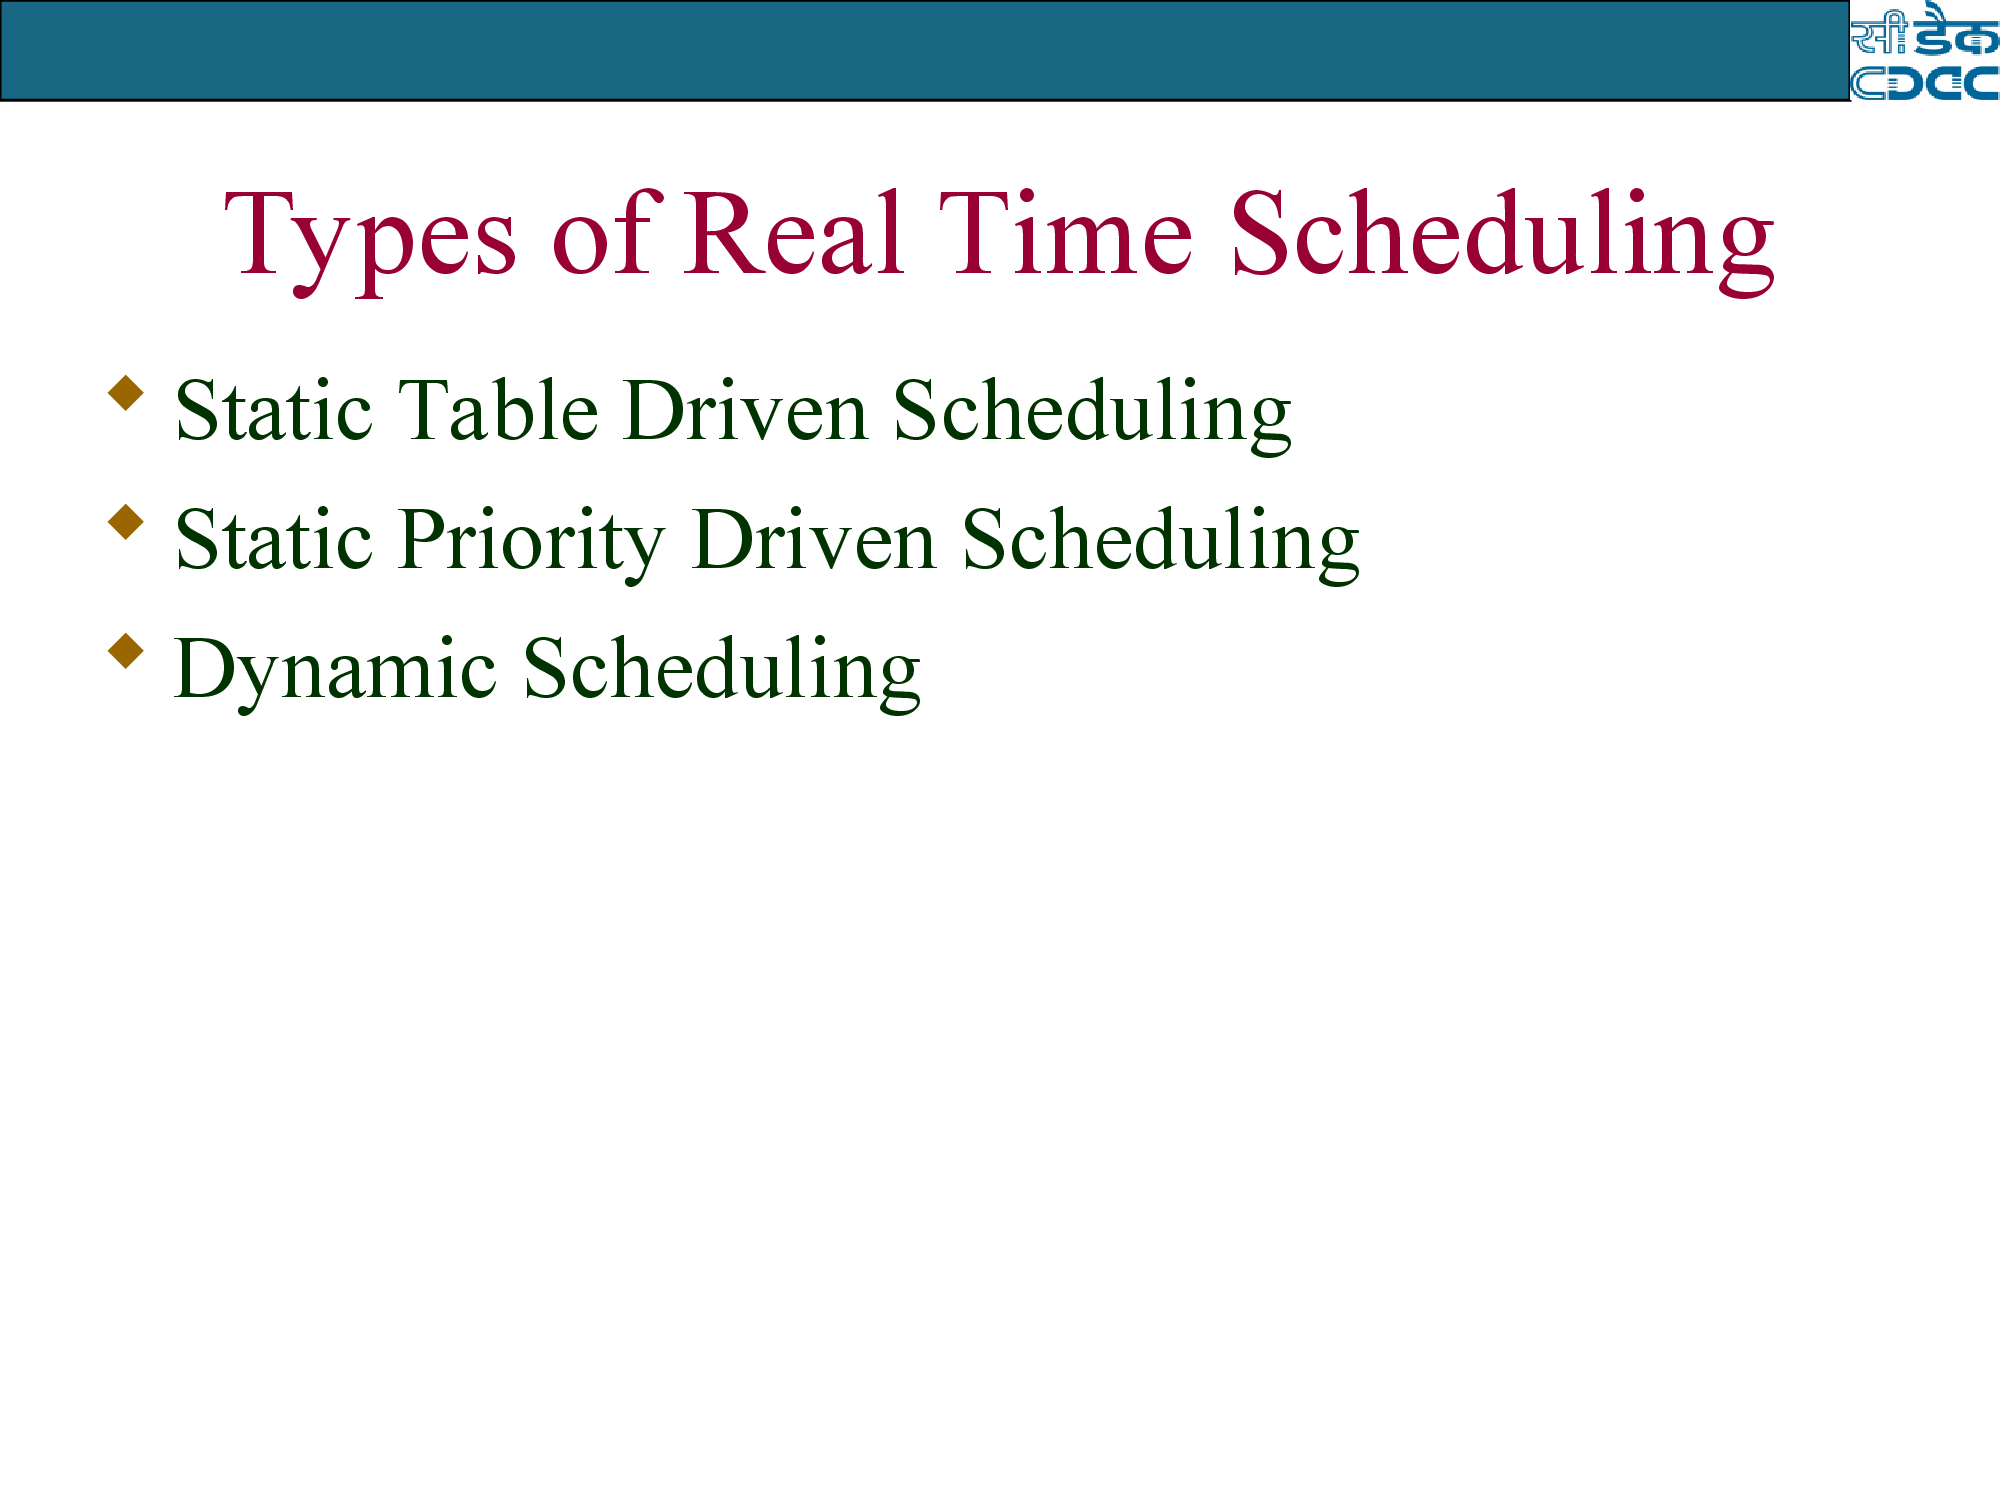 सी डैक
CDAC
Types of Real Time Scheduling
Static Table Driven Scheduling
Static Priority Driven Scheduling
Dynamic Scheduling